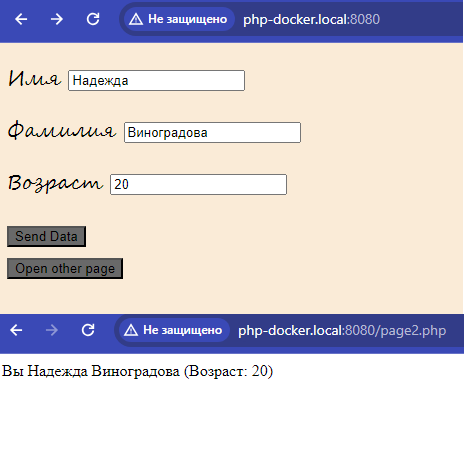 Не защищено php-docker.local:8080
Имя Надежда
Фамилия Виноградова
Возраст 20
Send Data
Open other page
Не защищено php-docker.local:8080/page2.php
Вы Надежда Виноградова (Возраст: 20)